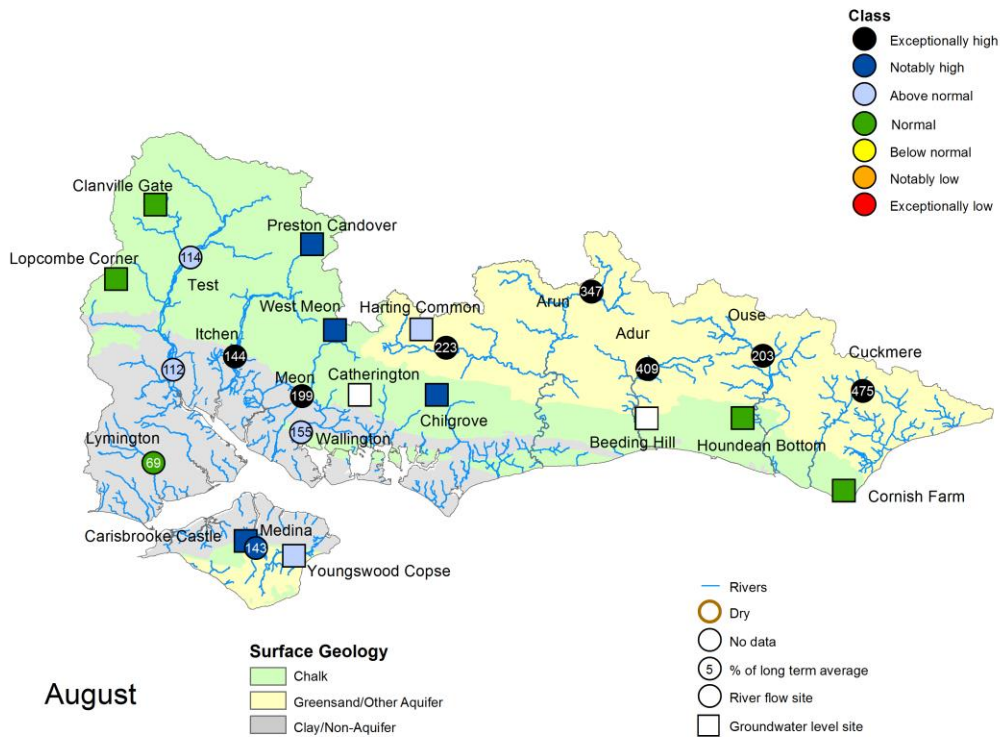 Class
Exceptionally high
Notably high
Above normal
Normal
Below normal
Notably low
Exceptionally low
Clanville Gate
Preston Candover
Lopcombe Corner
114
Test
West Meon
Harting Common
Arun
347
Adur
Ouse
Itchen
144
223
203
Cuckmere
112
Meon
Catherington
409
475
199
Chilgrove
Lymington
155
Wallington
Beeding Hill
Houndean Bottom
69
Cornish Farm
Carisbrooke Castle
Medina
143
Youngswood Copse
Rivers
Dry
No data
5
% of long term average
River flow site
Groundwater level site
Surface Geology
Chalk
Greensand/Other Aquifer
Clay/Non-Aquifer
August